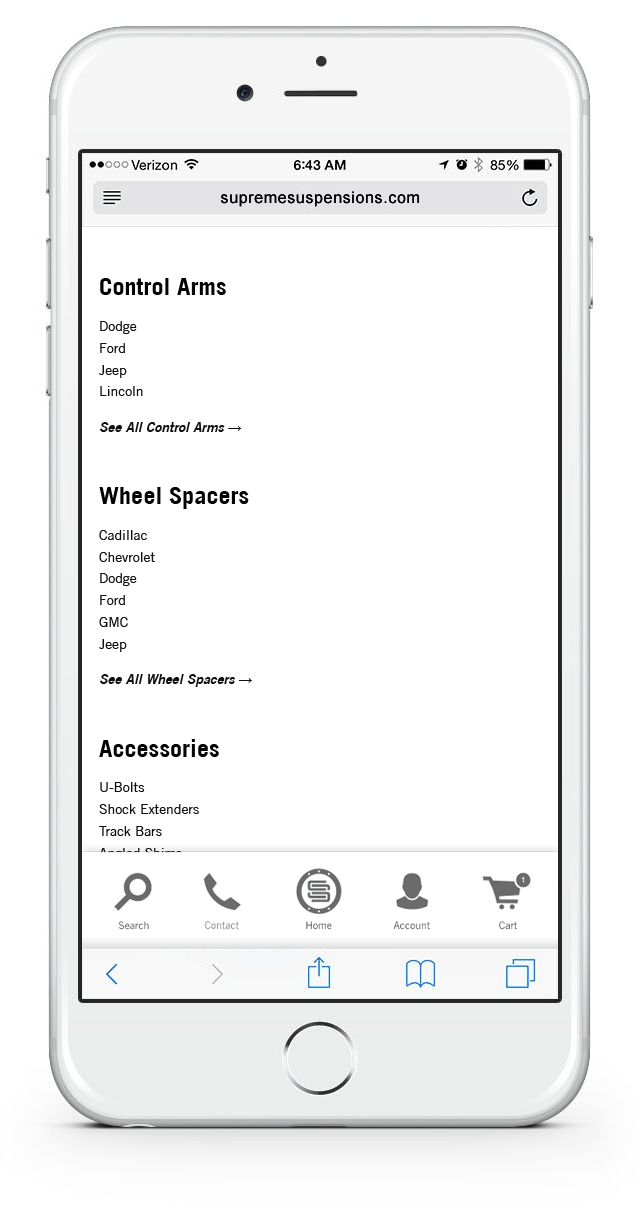 Verizon 6:43 AM 85%
supremesuspensions.com
Control Arms
Dodge
Ford
Jeep
Lincoln
See All Control Arms →
Wheel Spacers
Cadillac
Chevrolet
Dodge
Ford
GMC
Jeep
See All Wheel Spacers →
Accessories
U-Bolts
Shock Extenders
Track Bars
Angled Shims
1
Search Contact Home Account Cart